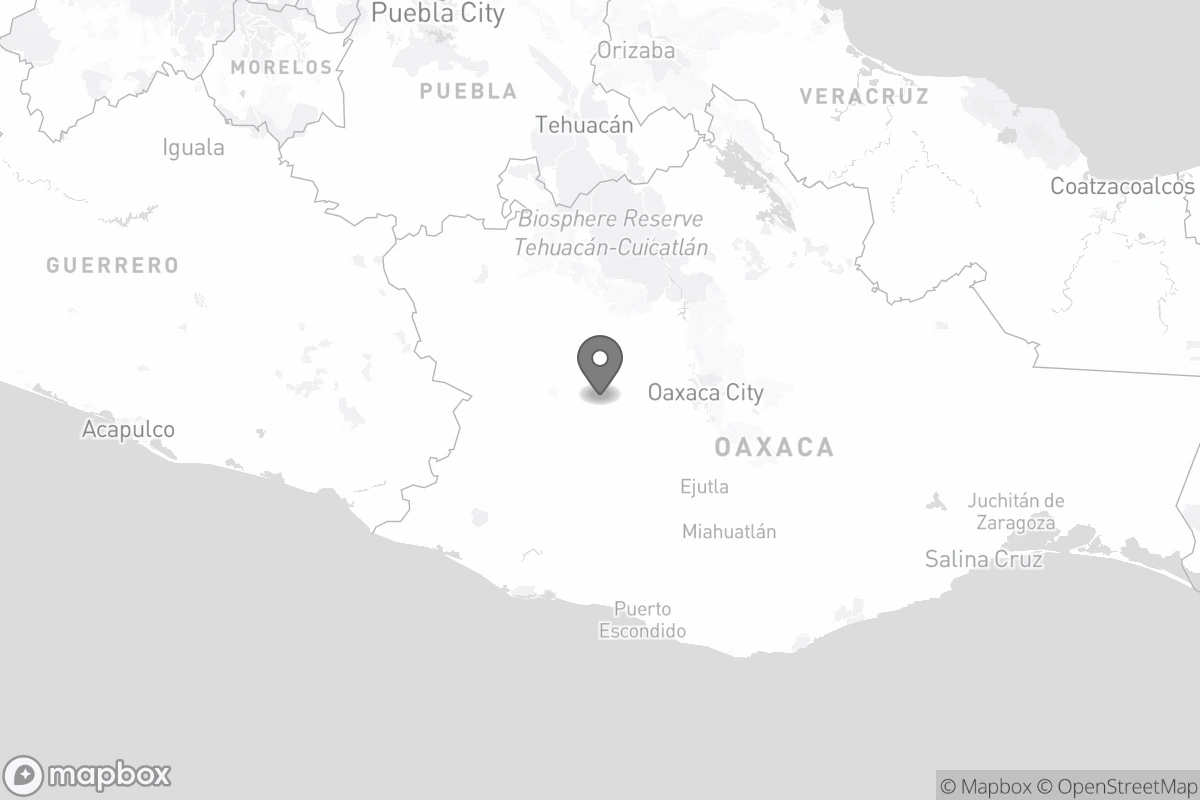 Puebla City
Orizaba
MORELOS
PUEBLA
VERACRUZ
Tehuacán
Iguala
Coatzacoalcos
Biosphere Reserve
Tehuacán-Cuicatlán
GUERRERO
Oaxaca City
Acapulco
OAXACA
Ejutla
Juchitán de
Zaragoza
Miahuatlán
Salina Cruz
Puerto
Escondido
mapbox
© Mapbox © OpenStreetMap